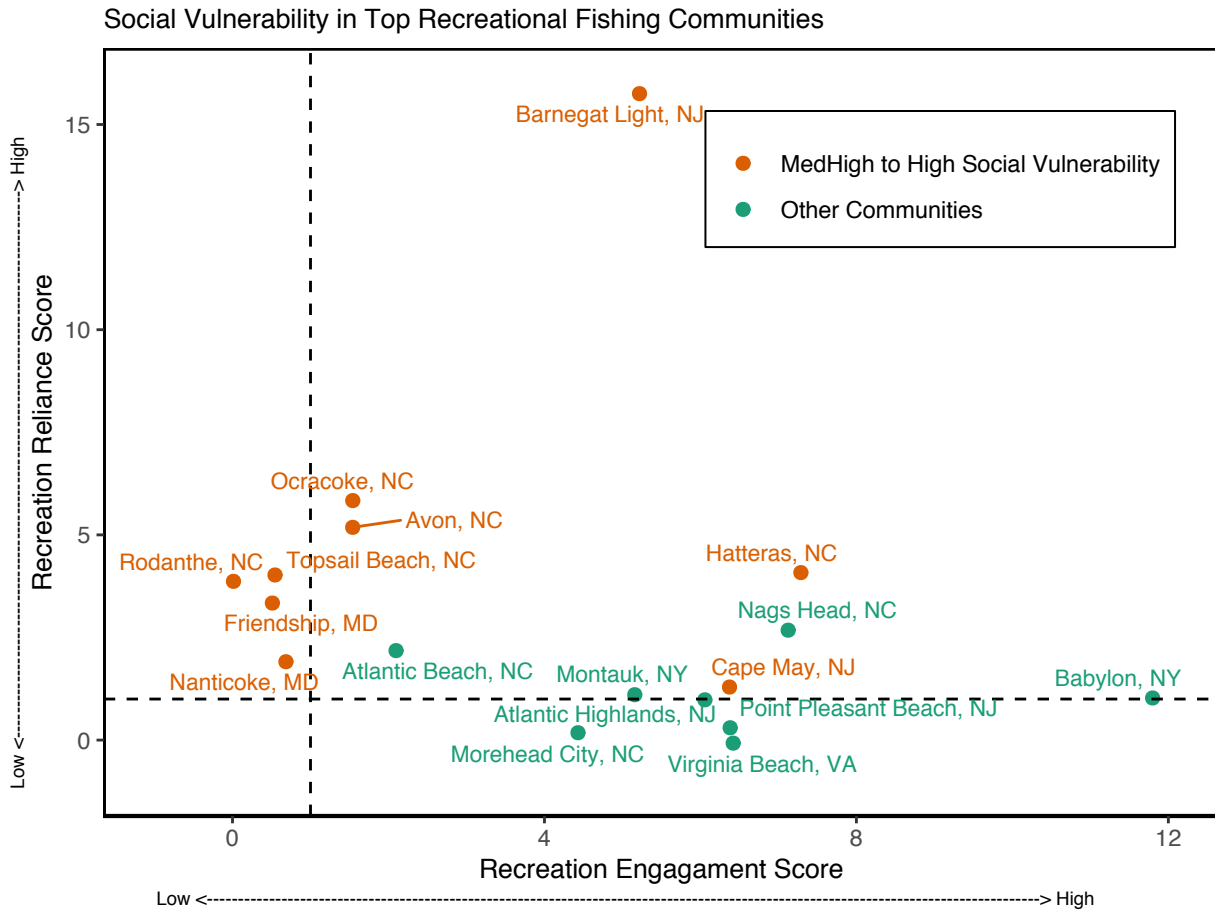 Social Vulnerability in Top Recreational Fishing Communities
Low <--------------------------------------------------------------> High
Recreation Reliance Score
15
10
5
0
Barnegat Light, NJ
MedHigh to High Social Vulnerability
Other Communities
Ocracoke, NC
Avon, NC
Rodanthe, NC
Topsail Beach, NC
Hatteras, NC
Friendship, MD
Nags Head, NC
Nanticoke, MD
Atlantic Beach, NC
Montauk, NY
Cape May, NJ
Babylon, NY
Atlantic Highlands, NJ
Point Pleasant Beach, NJ
Morehead City, NC
Virginia Beach, VA
0
4
8
12
Recreation Engagament Score
Low <--------------------------------------------------------------> High